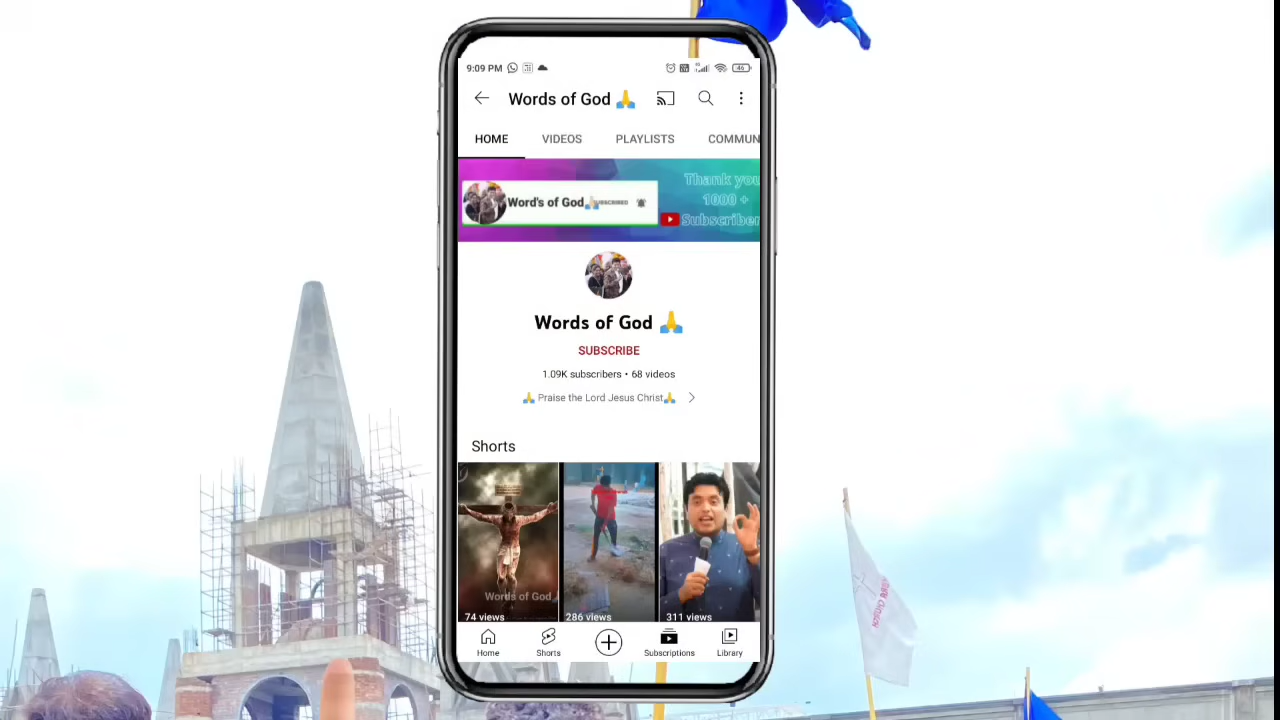 9:09 PM
46
Words of God 🙏
HOME VIDEOS PLAYLISTS COMMUN
Thank you
Word's of God🙏 SUBSCRIBED
1000 +
Subscriber
Words of God 🙏
SUBSCRIBE
1.09K subscribers • 68 videos
🙏 Praise the Lord Jesus Christ🙏
Shorts
Words of God
74 views 286 views 311 views
Home Shorts Subscriptions Library